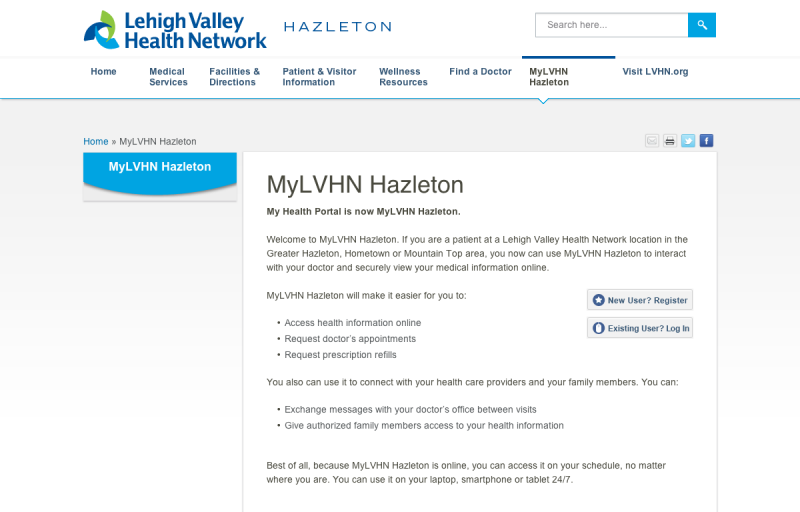 Lehigh Valley
Health Network
HAZLETON
Search here...
Home
Medical
Services
Facilities &
Directions
Patient & Visitor
Information
Wellness
Resources
Find a Doctor
MyLVHN
Hazleton
Visit LVHN.org
Home » MyLVHN Hazleton
MyLVHN Hazleton
MyLVHN Hazleton
My Health Portal is now MyLVHN Hazleton.
Welcome to MyLVHN Hazleton. If you are a patient at a Lehigh Valley Health Network location in the
Greater Hazleton, Hometown or Mountain Top area, you now can use MyLVHN Hazleton to interact
with your doctor and securely view your medical information online.
MyLVHN Hazleton will make it easier for you to:
New User? Register
Existing User? Log In
• Access health information online
• Request doctor's appointments
• Request prescription refills
You also can use it to connect with your health care providers and your family members. You can:
• Exchange messages with your doctor's office between visits
• Give authorized family members access to your health information
Best of all, because MyLVHN Hazleton is online, you can access it on your schedule, no matter
where you are. You can use it on your laptop, smartphone or tablet 24/7.